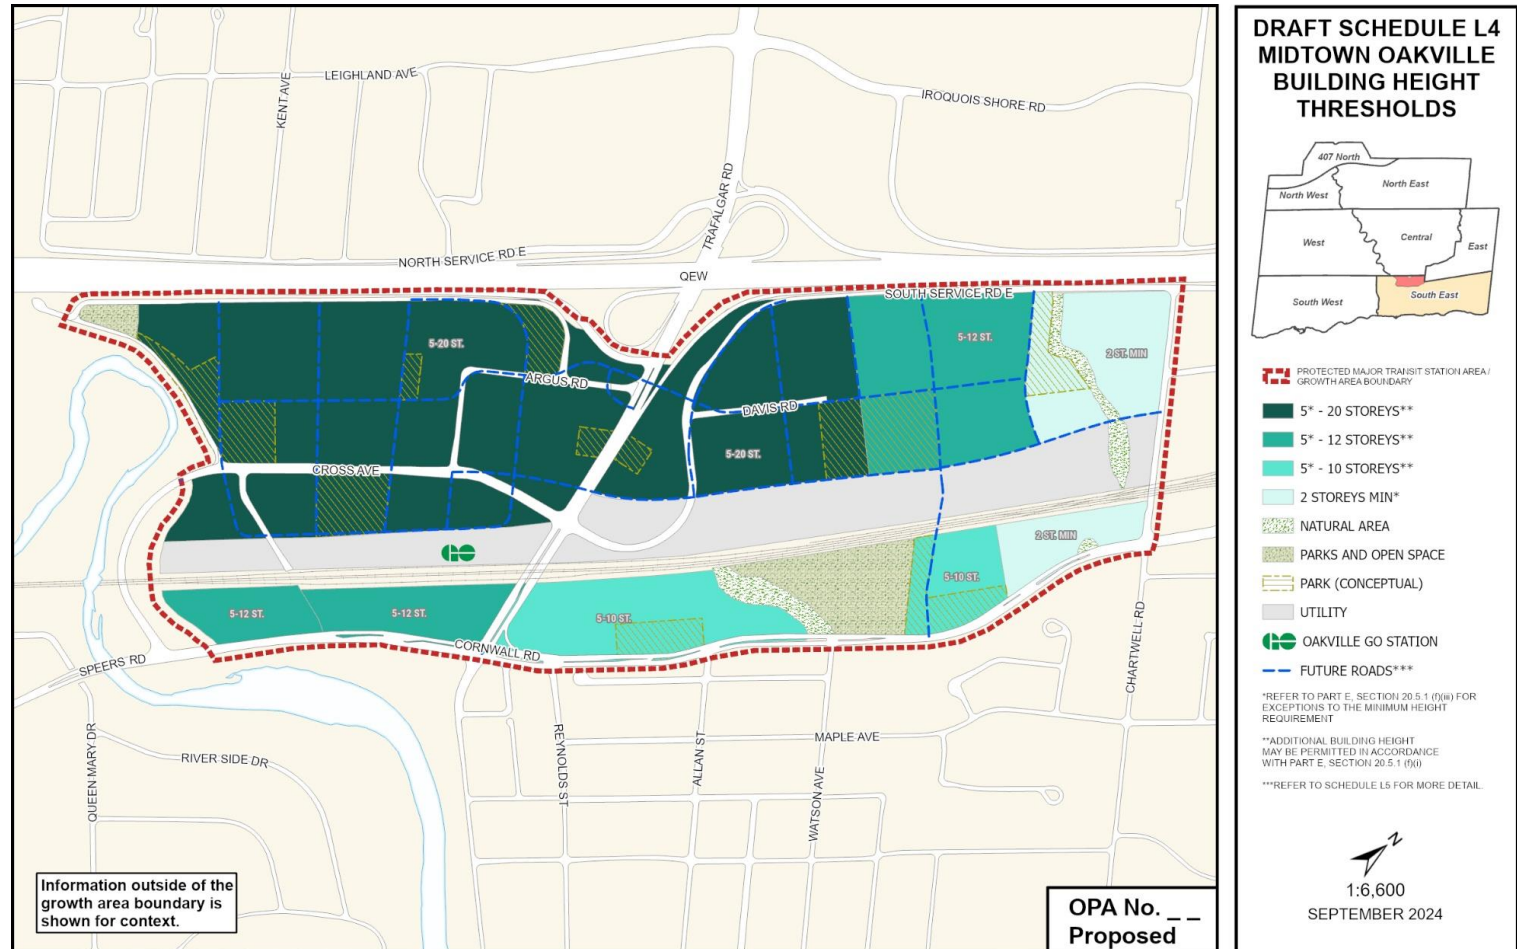 LEIGHLAND AVE
KENT AVE
IROQUOIS SHORE RD
TRAFALGAR RD
NORTH SERVICE RD E
QEW
SOUTH SERVICE RD E
5-20 ST.
5-12 ST.
2 ST. MIN
ARGUS RD
DAVIS RD
5-20 ST.
CROSS AVE
2 ST. MIN
5-10 ST.
5-12 ST.
5-12 ST.
5-10 ST.
CORNWALL RD
SPEERS RD
CHARTWELL RD
QUEEN MARY DR
RIVER SIDE DR
REYNOLDS ST
ALLAN ST
WATSON AVE
MAPLE AVE
Information outside of the
growth area boundary is
shown for context.
OPA No. _ _
Proposed
DRAFT SCHEDULE L4
MIDTOWN OAKVILLE
BUILDING HEIGHT
THRESHOLDS
407 North
North West
North East
West
Central
East
South West
South East
PROTECTED MAJOR TRANSIT STATION AREA /
GROWTH AREA BOUNDARY
5* - 20 STOREYS**
5* - 12 STOREYS**
5* - 10 STOREYS**
2 STOREYS MIN*
NATURAL AREA
PARKS AND OPEN SPACE
PARK (CONCEPTUAL)
UTILITY
GO OAKVILLE GO STATION
FUTURE ROADS***
*REFER TO PART E, SECTION 20.5.1 (f)(iii) FOR
EXCEPTIONS TO THE MINIMUM HEIGHT
REQUIREMENT
**ADDITIONAL BUILDING HEIGHT
MAY BE PERMITTED IN ACCORDANCE
WITH PART E, SECTION 20.5.1 (f)(i)
***REFER TO SCHEDULE L5 FOR MORE DETAIL.
N
1:6,600
SEPTEMBER 2024